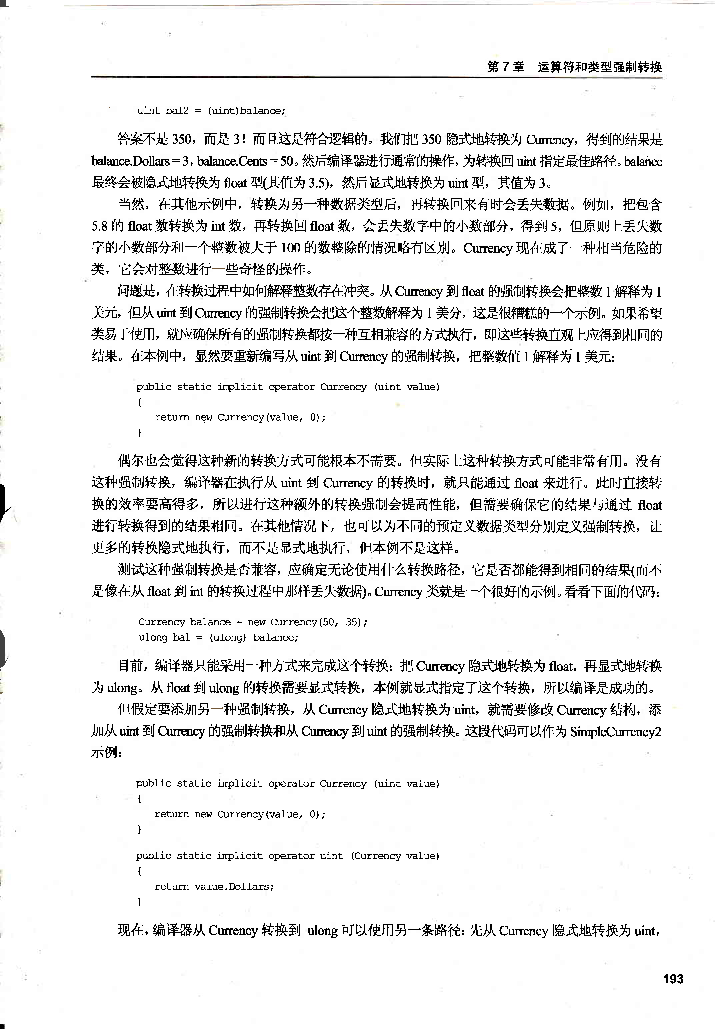 第 7 章 运算符和类型强制转换
uint bal2 = (uint)balance;
答案不是 350，而是 3！而且这是符合逻辑的。我们把 350 隐式地转换为 Currency，得到的结果是
balance.Dollars = 3，balance.Cents = 50。然后编译器进行通常的操作，为转换回 uint 指定最佳路径。balance
最终会被隐式地转换为 float 型(其值为 3.5)，然后显式地转换为 uint 型，其值为 3。
当然，在其他示例中，转换为另一种数据类型后，再转换回来有时会丢失数据。例如，把包含
5.8 的 float 数转换为 int 数，再转换回 float 数，会丢失数字中的小数部分，得到 5，但原则上丢失数
字的小数部分和一个整数被大于 100 的数整除的情况略有区别。Currency 现在成了一种相当危险的
类，它会对整数进行一些奇怪的操作。
问题是，在转换过程中如何解释整数存在冲突。从 Currency 到 float 的强制转换会把整数 1 解释为 1
美元，但从 uint 到 Currency 的强制转换会把这个整数解释为 1 美分，这是很糟糕的一个示例。如果希望
类易于使用，就应确保所有的强制转换都按一种互相兼容的方式执行，即这些转换直观上应得到相同的
结果。在本例中，显然要重新编写从 uint 到 Currency 的强制转换，把整数值 1 解释为 1 美元：
public static implicit operator Currency (uint value)
{
return new Currency(value, 0);
}
偶尔也会觉得这种新的转换方式可能根本不需要。但实际上这种转换方式可能非常有用。没有
这种强制转换，编译器在执行从 uint 到 Currency 的转换时，就只能通过 float 来进行。此时直接转
换的效率要高得多，所以进行这种额外的转换强制会提高性能，但需要确保它的结果与通过 float
进行转换得到的结果相同。在其他情况下，也可以为不同的预定义数据类型分别定义强制转换，让
更多的转换隐式地执行，而不是显式地执行，但本例不是这样。
测试这种强制转换是否兼容，应确定无论使用什么转换路径，它是否都能得到相同的结果(而不
是像在从 float 到 int 的转换过程中那样丢失数据)。Currency 类就是一个很好的示例。看看下面的代码：
Currency balance = new Currency(50, 35);
ulong bal = (ulong) balance;
目前，编译器只能采用一种方式来完成这个转换：把 Currency 隐式地转换为 float，再显式地转换
为 ulong。从 float 到 ulong 的转换需要显式转换，本例就显式指定了这个转换，所以编译是成功的。
但假定要添加另一种强制转换，从 Currency 隐式地转换为 uint，就需要修改 Currency 结构，添
加从 uint 到 Currency 的强制转换和从 Currency 到 uint 的强制转换。这段代码可以作为 SimpleCurrency2
示例：
public static implicit operator Currency (uint value)
{
return new Currency(value, 0);
}
public static implicit operator uint (Currency value)
{
return value.Dollars;
}
现在，编译器从 Currency 转换到 ulong 可以使用另一条路径：先从 Currency 隐式地转换为 uint，
193